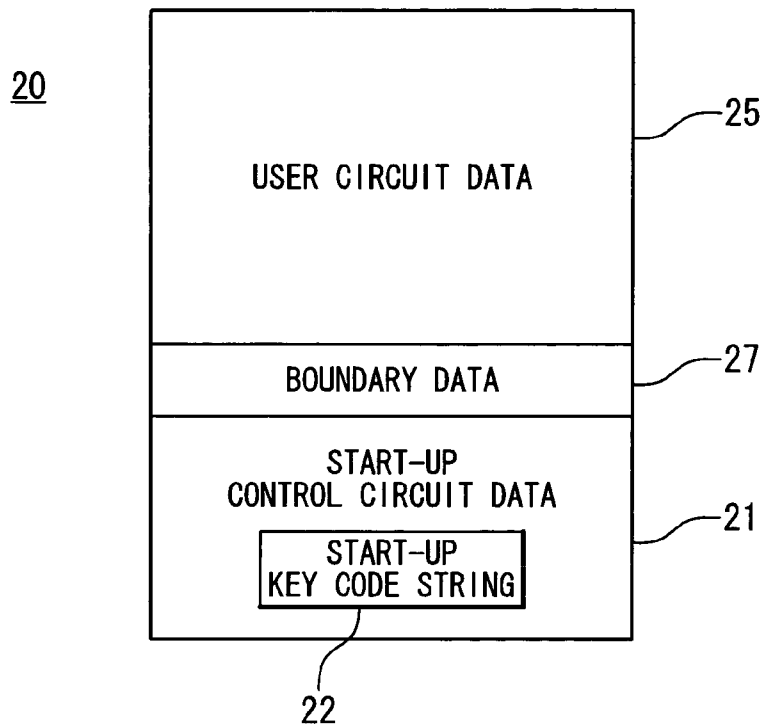 20
25
USER CIRCUIT DATA
27
BOUNDARY DATA
START-UP
CONTROL CIRCUIT DATA
21
START-UP
KEY CODE STRING
22